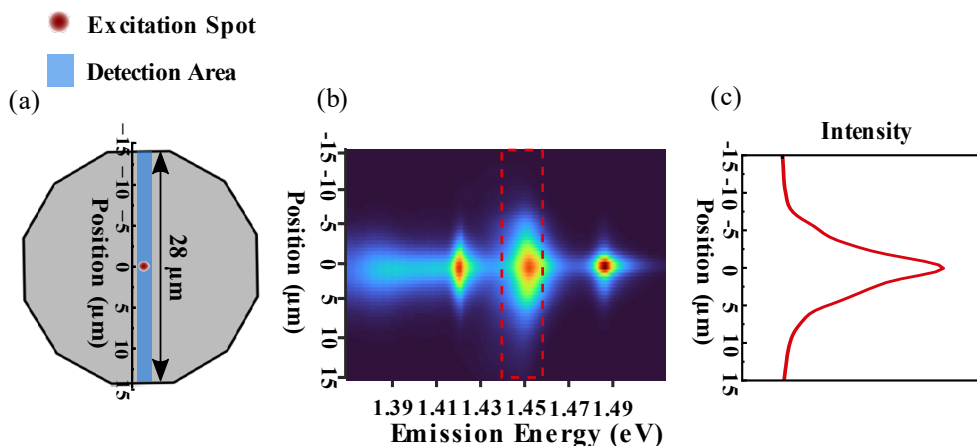 Excitation Spot
Detection Area
(a)
-15
-10
-5
0
5
10
15
Position (μm)
28 μm
(b)
-15
-10
-5
0
5
10
15
Position (μm)
1.39 1.41 1.43 1.45 1.47 1.49
Emission Energy (eV)
(c)
Intensity
-15
-10
-5
0
5
10
15
Position (μm)